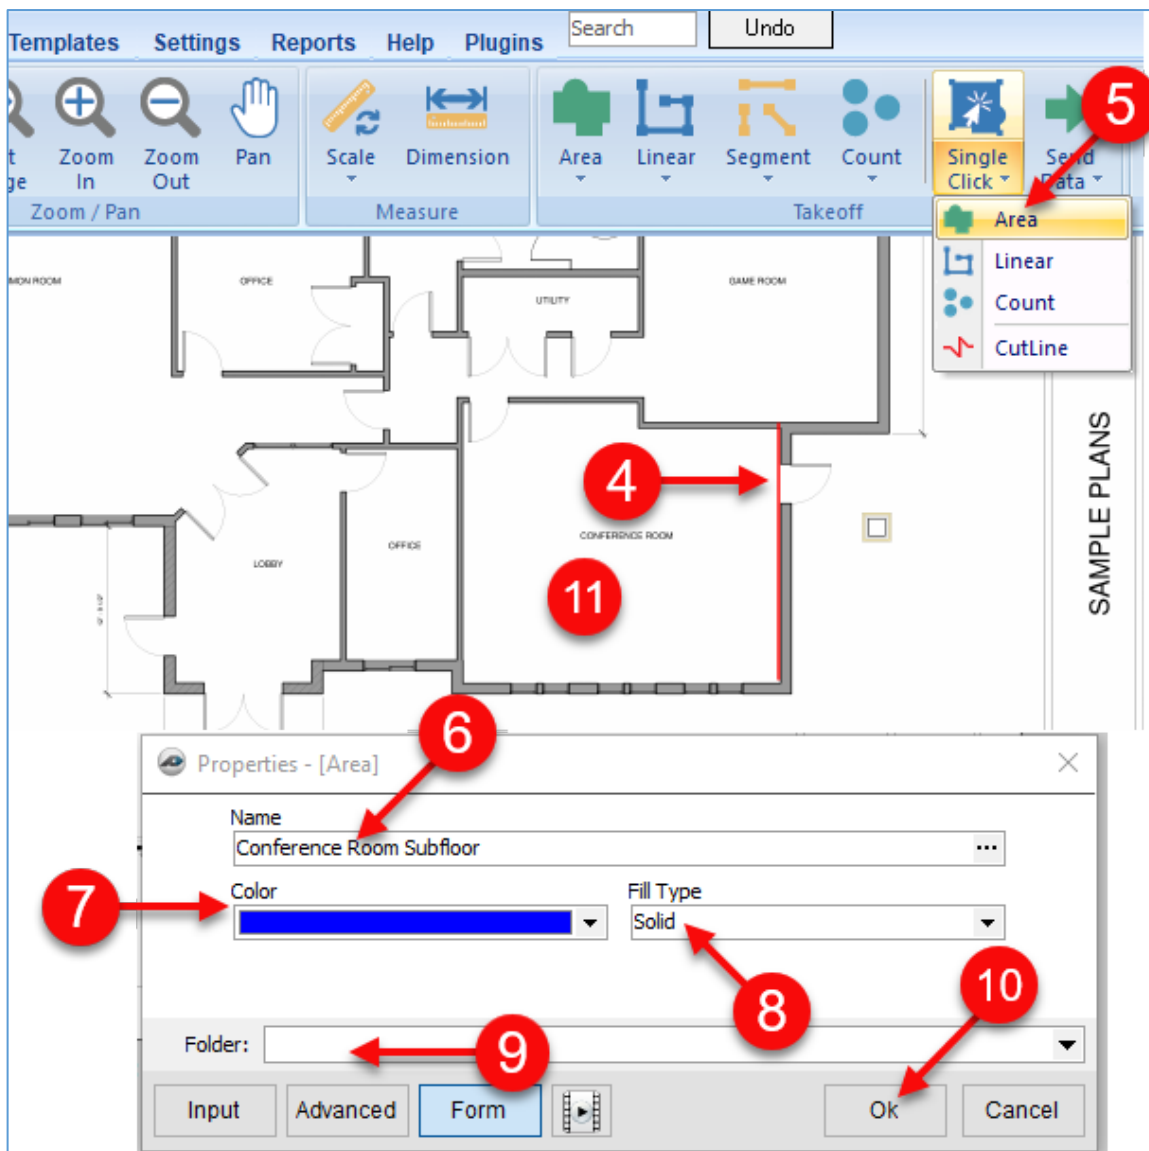 Templates Settings Reports Help Plugins Search Undo
Zoom In
Zoom Out
Pan
Scale
Dimension
Area
Linear
Segment
Count
Single Click
Send Data
5
Zoom / Pan
Measure
Takeoff
Area
Linear
Count
CutLine
OFFICE
UTILITY
GAME ROOM
4
CONFERENCE ROOM
11
OFFICE
LOBBY
SAMPLE PLANS
6
Properties - [Area]
Name
Conference Room Subfloor
...
7
Color
Fill Type
Solid
8
10
Folder:
9
Input Advanced Form Ok Cancel